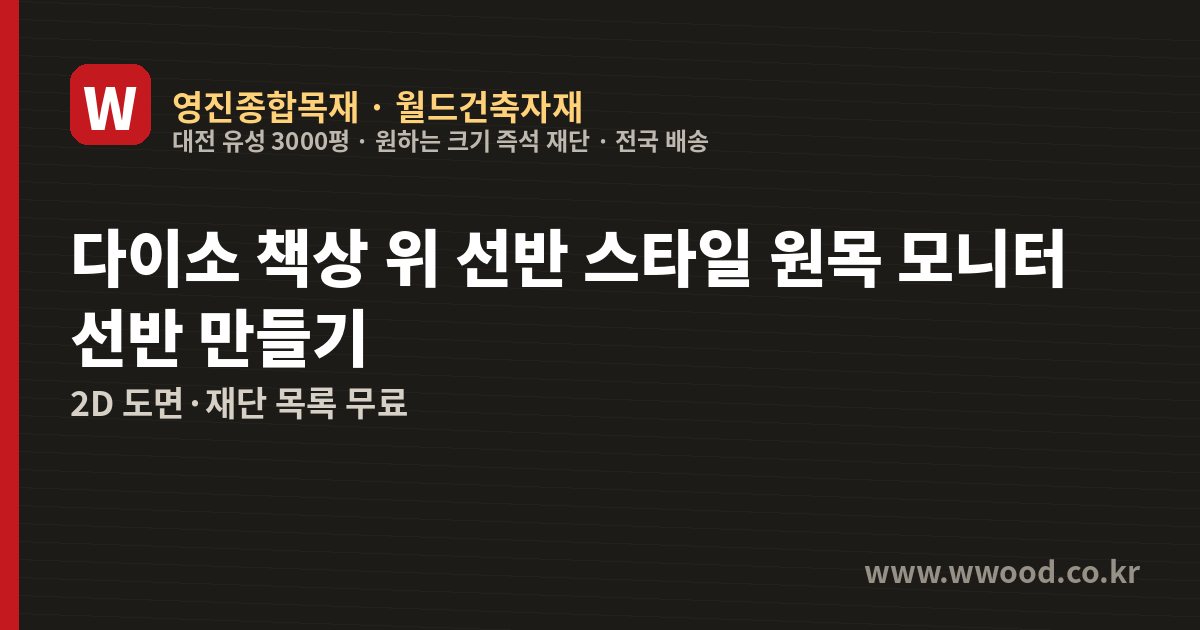 W
영진종합목재 · 월드건축자재
대전 유성 3000평 · 원하는 크기 즉석 재단 · 전국 배송
다이소 책상 위 선반 스타일 원목 모니터
선반 만들기
2D 도면·재단 목록 무료
www.wwood.co.kr